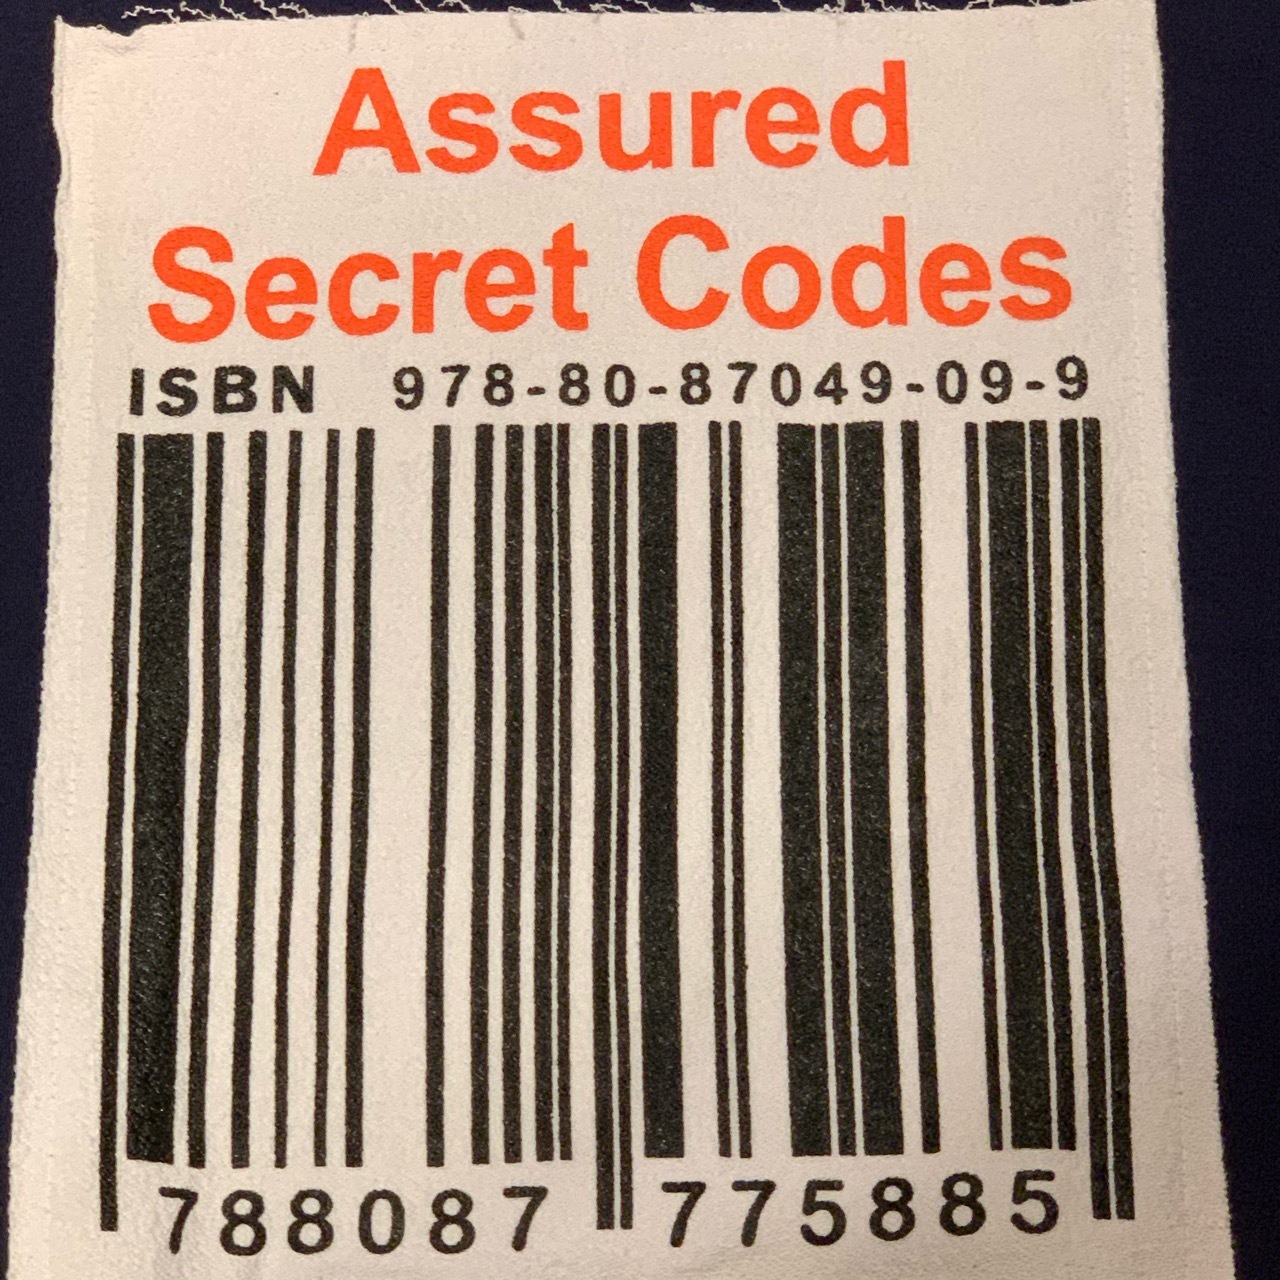 Assured
Secret Codes
ISBN 978-80-87049-09-9
788087 775885